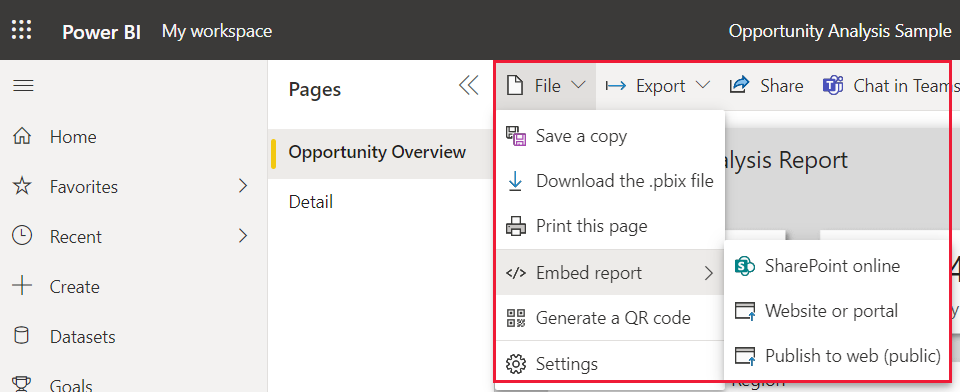 Power BI My workspace Opportunity Analysis Sample
Pages
File Export Share Chat in Teams
Home
Favorites
Recent
Create
Datasets
Goals
Opportunity Overview
Detail
Save a copy
Download the .pbix file
Print this page
Embed report
Generate a QR code
Settings
Report
SharePoint online
Website or portal
Publish to web (public)
Region